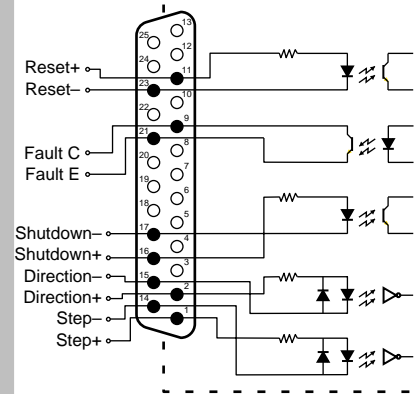 25
13
24
12
Reset+
11
Reset–
23
10
22
9
21
8
Fault C
20
7
Fault E
19
6
18
5
17
4
Shutdown–
16
3
Shutdown+
15
2
Direction–
Direction+
14
1
Step–
Step+